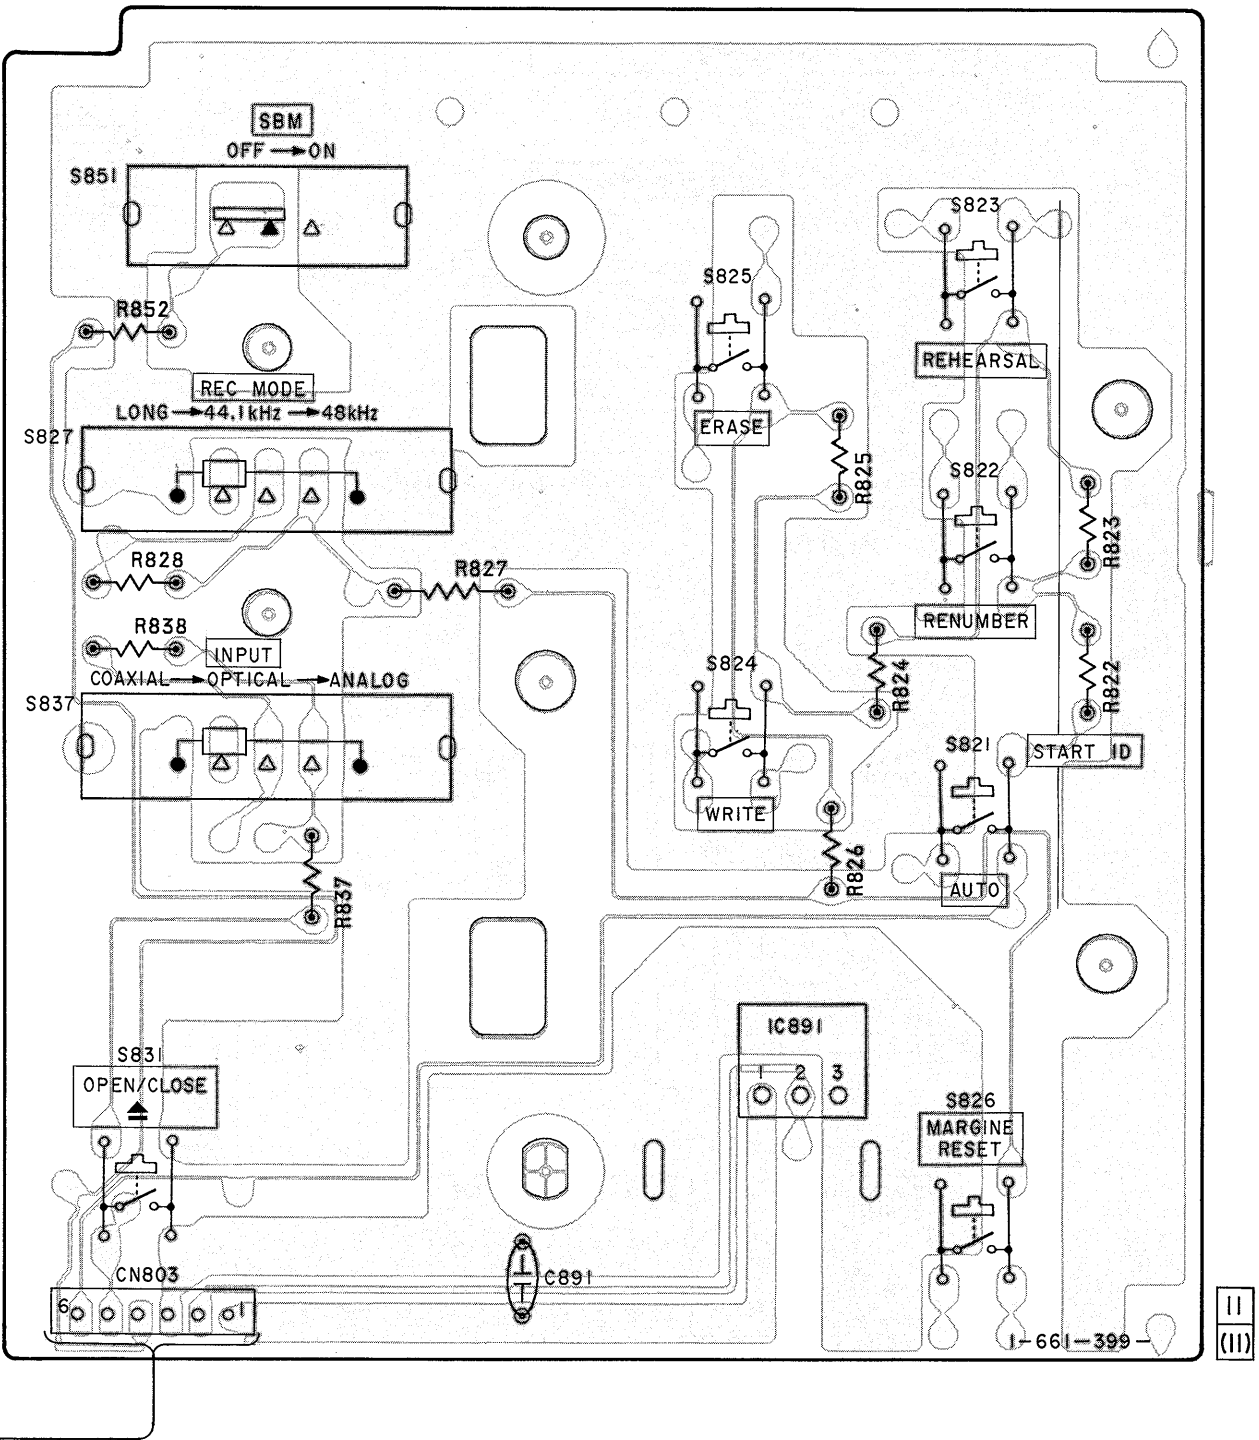 SBM
OFF → ON
S851
S823
S825
R852
REHEARSAL
REC MODE
LONG → 44.1kHz → 48kHz
ERASE
S827
R825
S822
R823
R828
R827
RENUMBER
R838
INPUT
S824
R824
R822
COAXIAL → OPTICAL → ANALOG
S837
S821
START ID
WRITE
R826
AUTO
R837
IC891
S831
OPEN/CLOSE
1 2 3
S826
MARGINE
RESET
CN803
C891
6
1
1-661-399-
11
(11)